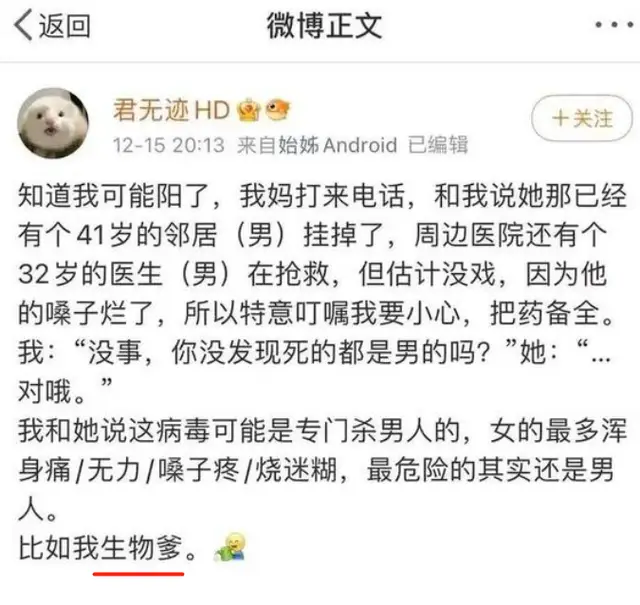 返回 微博正文 ...
君无迹HD
+关注
12-15 20:13 来自始姊Android 已编辑
知道我可能阳了，我妈打来电话，和我说她那已经
有个41岁的邻居（男）挂掉了，周边医院还有个
32岁的医生（男）在抢救，但估计没戏，因为他
的嗓子烂了，所以特意叮嘱我要小心，把药备全。
我：“没事，你没发现死的都是男的吗？”她：“...
对哦。”
我和她说这病毒可能是专门杀男人的，女的最多浑
身痛/无力/嗓子疼/烧迷糊，最危险的其实还是男
人。
比如我生物爹。